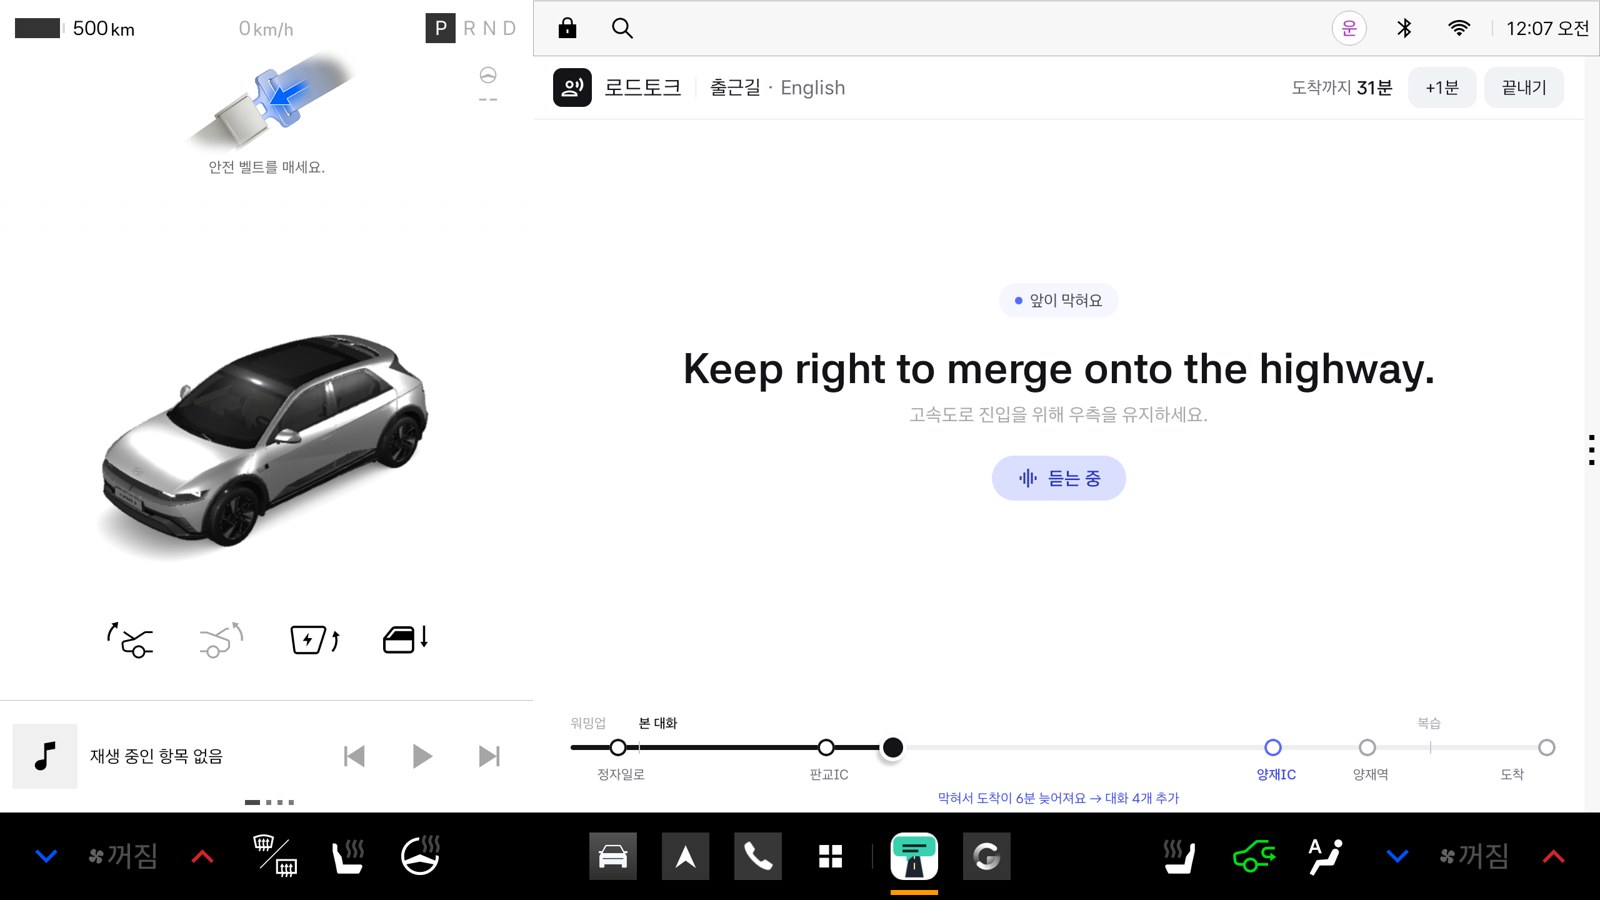 500 km
0 km/h
P R N D
안전 벨트를 매세요.
재생 중인 항목 없음
운
12:07 오전
로드토크
출근길 · English
도착까지 31분
+1분
끝내기
앞이 막혀요
Keep right to merge onto the highway.
고속도로 진입을 위해 우측을 유지하세요.
듣는 중
워밍업
본 대화
복습
정자일로
판교IC
양재IC
양재역
도착
막혀서 도착이 6분 늦어져요 → 대화 4개 추가
꺼짐
G
A
꺼짐